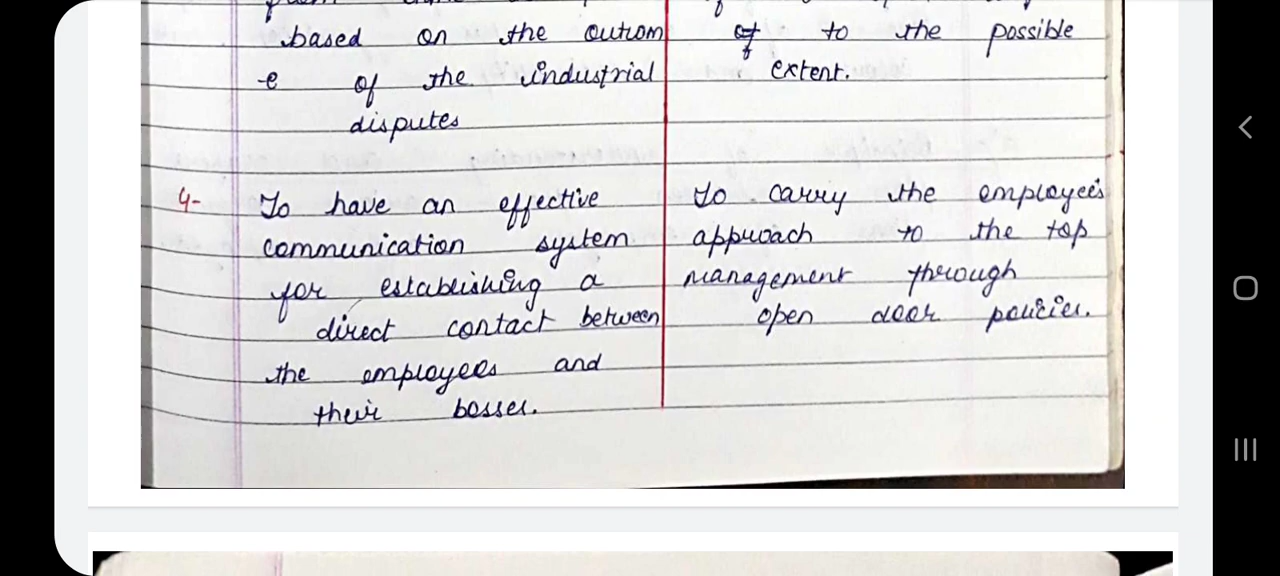 based on the outcom
-e of the industrial
disputes
of to the possible
extent.
4- To have an effective
communication system
for establishing a
direct contact between
the employees and
their bosses.
To carry the employees
approach to the top
management through
open door policies.